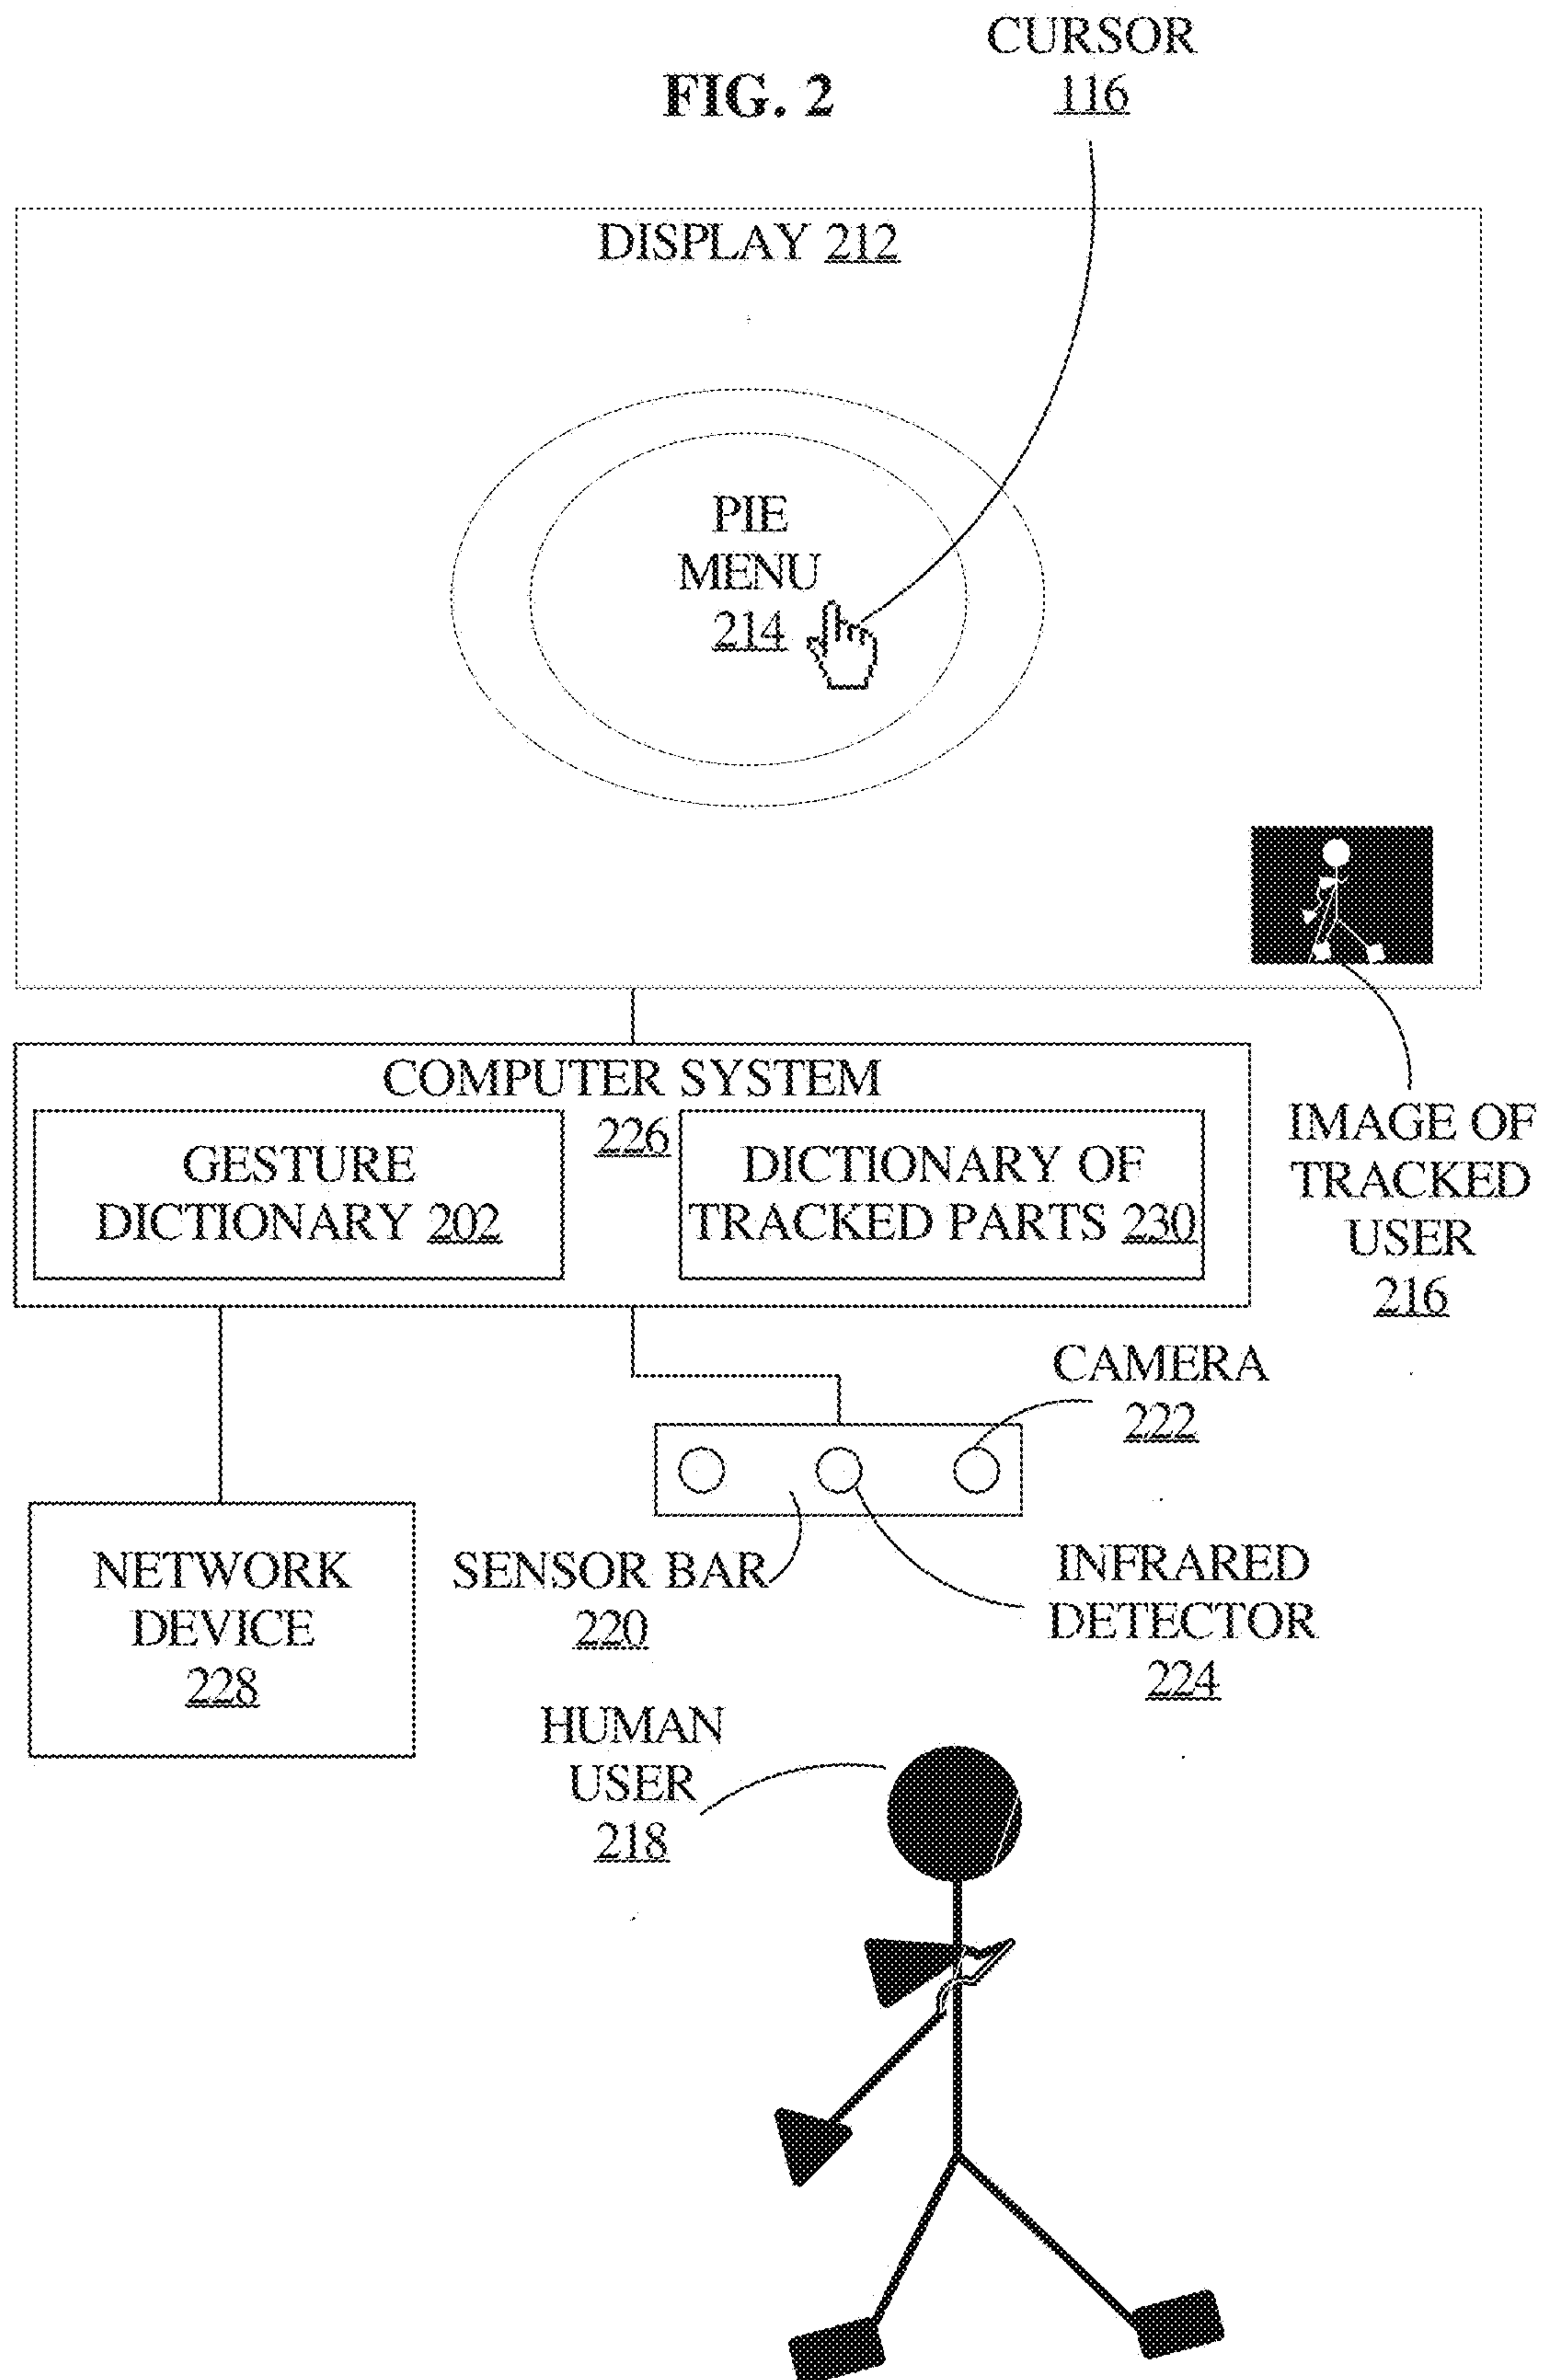 CURSOR
116
FIG. 2
DISPLAY 212
PIE
MENU
214
COMPUTER SYSTEM
226
GESTURE
DICTIONARY 202
DICTIONARY OF
TRACKED PARTS 230
IMAGE OF
TRACKED
USER
216
CAMERA
222
NETWORK
DEVICE
228
SENSOR BAR
220
INFRARED
DETECTOR
224
HUMAN
USER
218